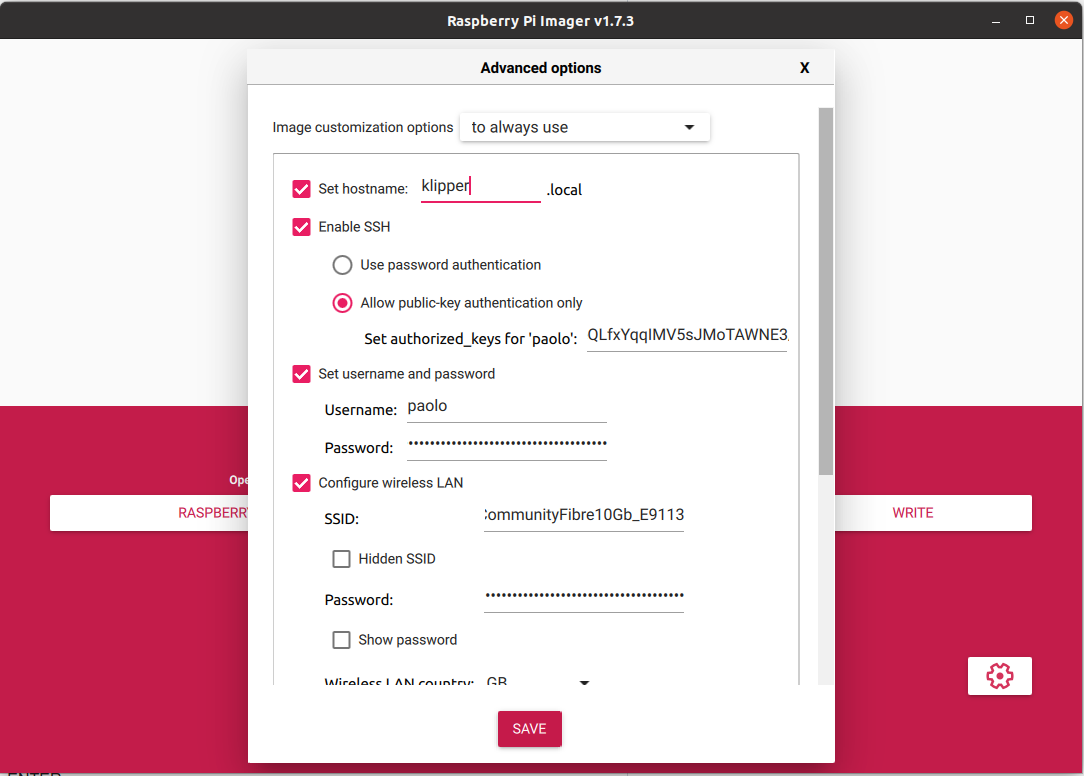 Raspberry Pi Imager v1.7.3
Advanced options X
Image customization options to always use
Set hostname: klipper .local
Enable SSH
Use password authentication
Allow public-key authentication only
Set authorized_keys for 'paolo': QLfxYqqIMV5sJMoTAWNE3
Set username and password
Username: paolo
Password: ••••••••••••••••••••••••••••••••••••
Configure wireless LAN
Ope
RASPBERRY WRITE
SSID: CommunityFibre10Gb_E9113
Hidden SSID
Password: ••••••••••••••••••••••••••••••••••••
Show password
Wireless LAN country: GB
SAVE
ENTER